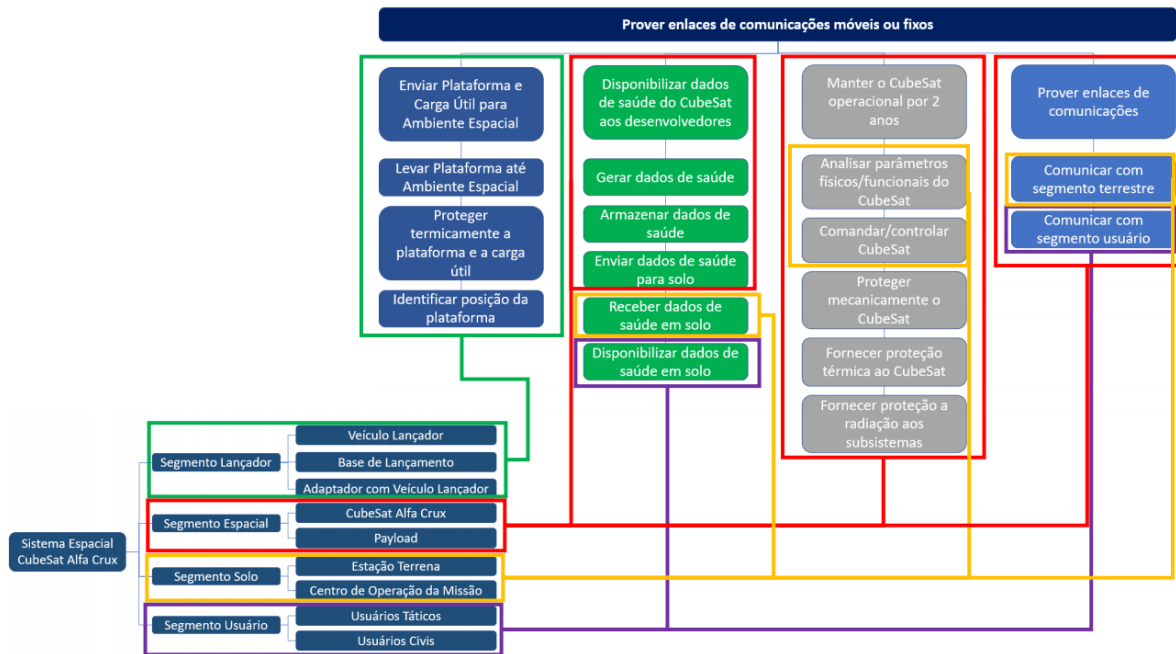 Prover enlaces de comunicações móveis ou fixos
Enviar Plataforma e
Carga Útil para
Ambiente Espacial
Levar Plataforma até
Ambiente Espacial
Proteger
termicamente a
plataforma e a carga
útil
Identificar posição da
plataforma
Disponibilizar dados
de saúde do CubeSat
aos desenvolvedores
Gerar dados de saúde
Armazenar dados de
saúde
Enviar dados de saúde
para solo
Receber dados de
saúde em solo
Disponibilizar dados de
saúde em solo
Manter o CubeSat
operacional por 2
anos
Analisar parâmetros
físicos/funcionais do
CubeSat
Comandar/controlar
CubeSat
Proteger
mecanicamente o
CubeSat
Fornecer proteção
térmica ao CubeSat
Fornecer proteção a
radiação aos
subsistemas
Prover enlaces de
comunicações
Comunicar com
segmento terrestre
Comunicar com
segmento usuário
Sistema Espacial
CubeSat Alfa Crux
Segmento Lançador
Veículo Lançador
Base de Lançamento
Adaptador com Veículo Lançador
Segmento Espacial
CubeSat Alfa Crux
Payload
Segmento Solo
Estação Terrena
Centro de Operação da Missão
Segmento Usuário
Usuários Táticos
Usuários Civis